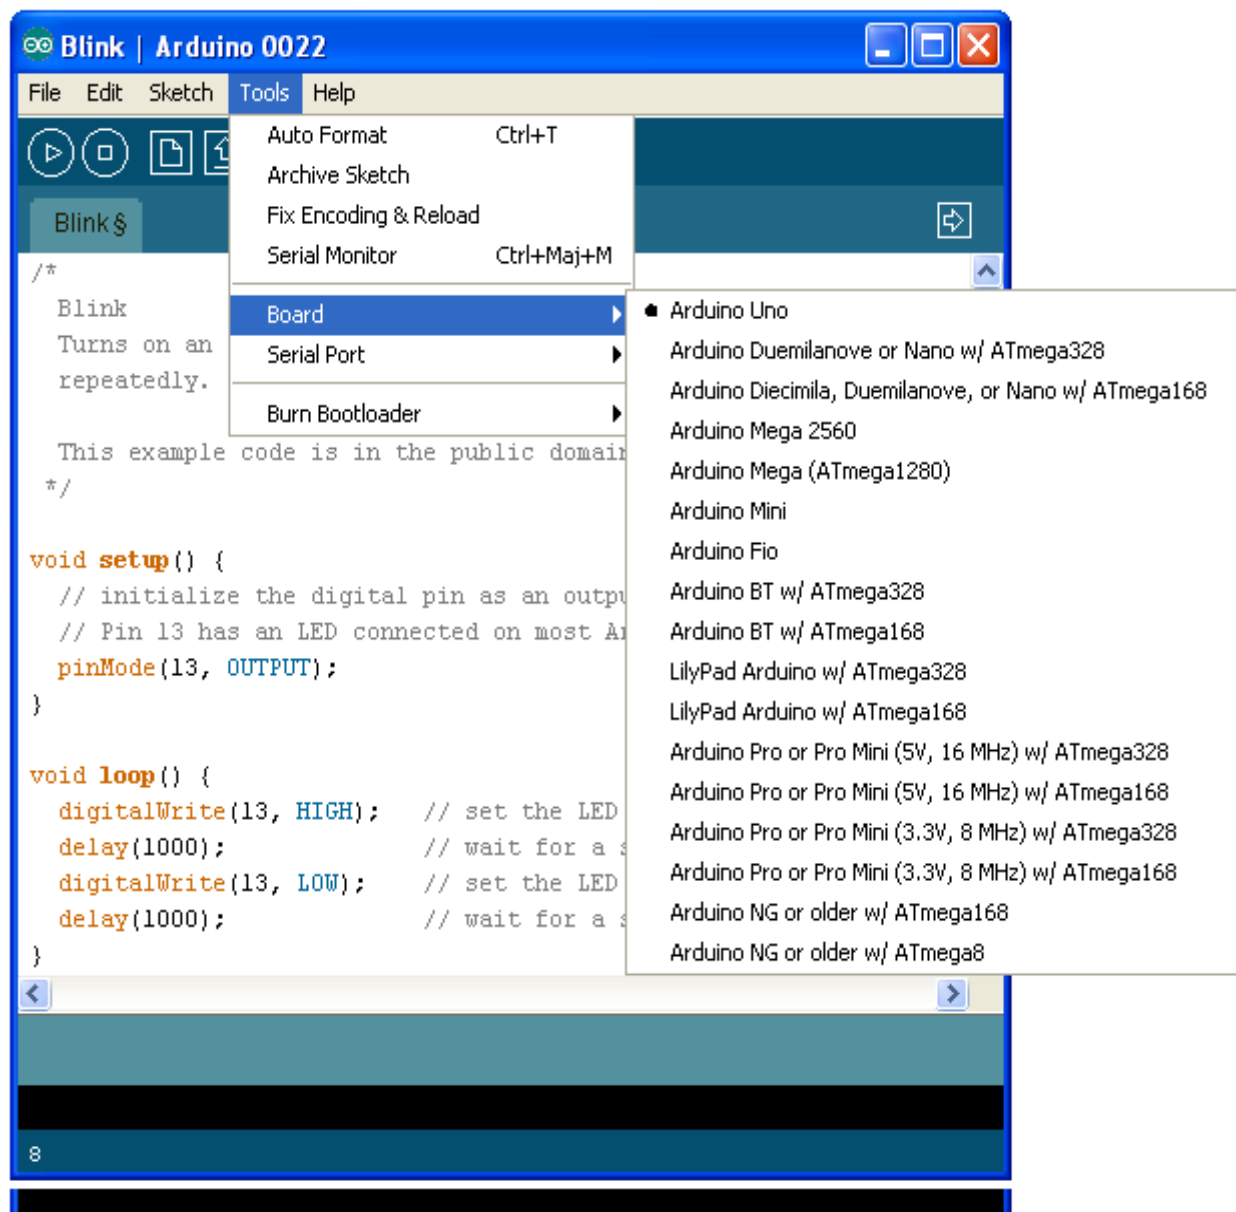 Blink | Arduino 0022
File Edit Sketch Tools Help
Auto Format Ctrl+T
Archive Sketch
Fix Encoding & Reload
Serial Monitor Ctrl+Maj+M
Board
Serial Port
Burn Bootloader
Arduino Uno
Arduino Duemilanove or Nano w/ ATmega328
Arduino Diecimila, Duemilanove, or Nano w/ ATmega168
Arduino Mega 2560
Arduino Mega (ATmega1280)
Arduino Mini
Arduino Fio
Arduino BT w/ ATmega328
Arduino BT w/ ATmega168
LilyPad Arduino w/ ATmega328
LilyPad Arduino w/ ATmega168
Arduino Pro or Pro Mini (5V, 16 MHz) w/ ATmega328
Arduino Pro or Pro Mini (5V, 16 MHz) w/ ATmega168
Arduino Pro or Pro Mini (3.3V, 8 MHz) w/ ATmega328
Arduino Pro or Pro Mini (3.3V, 8 MHz) w/ ATmega168
Arduino NG or older w/ ATmega168
Arduino NG or older w/ ATmega8
Blink §
/*
Blink
Turns on an
repeatedly.
This example code is in the public
*/
void setup() {
// initialize the digital pin as an
// Pin 13 has an LED connected on most
pinMode(13, OUTPUT);
}
void loop() {
digitalWrite(13, HIGH); // set the LED
delay(1000); // wait for a
digitalWrite(13, LOW); // set the LED
delay(1000); // wait for a
}
8